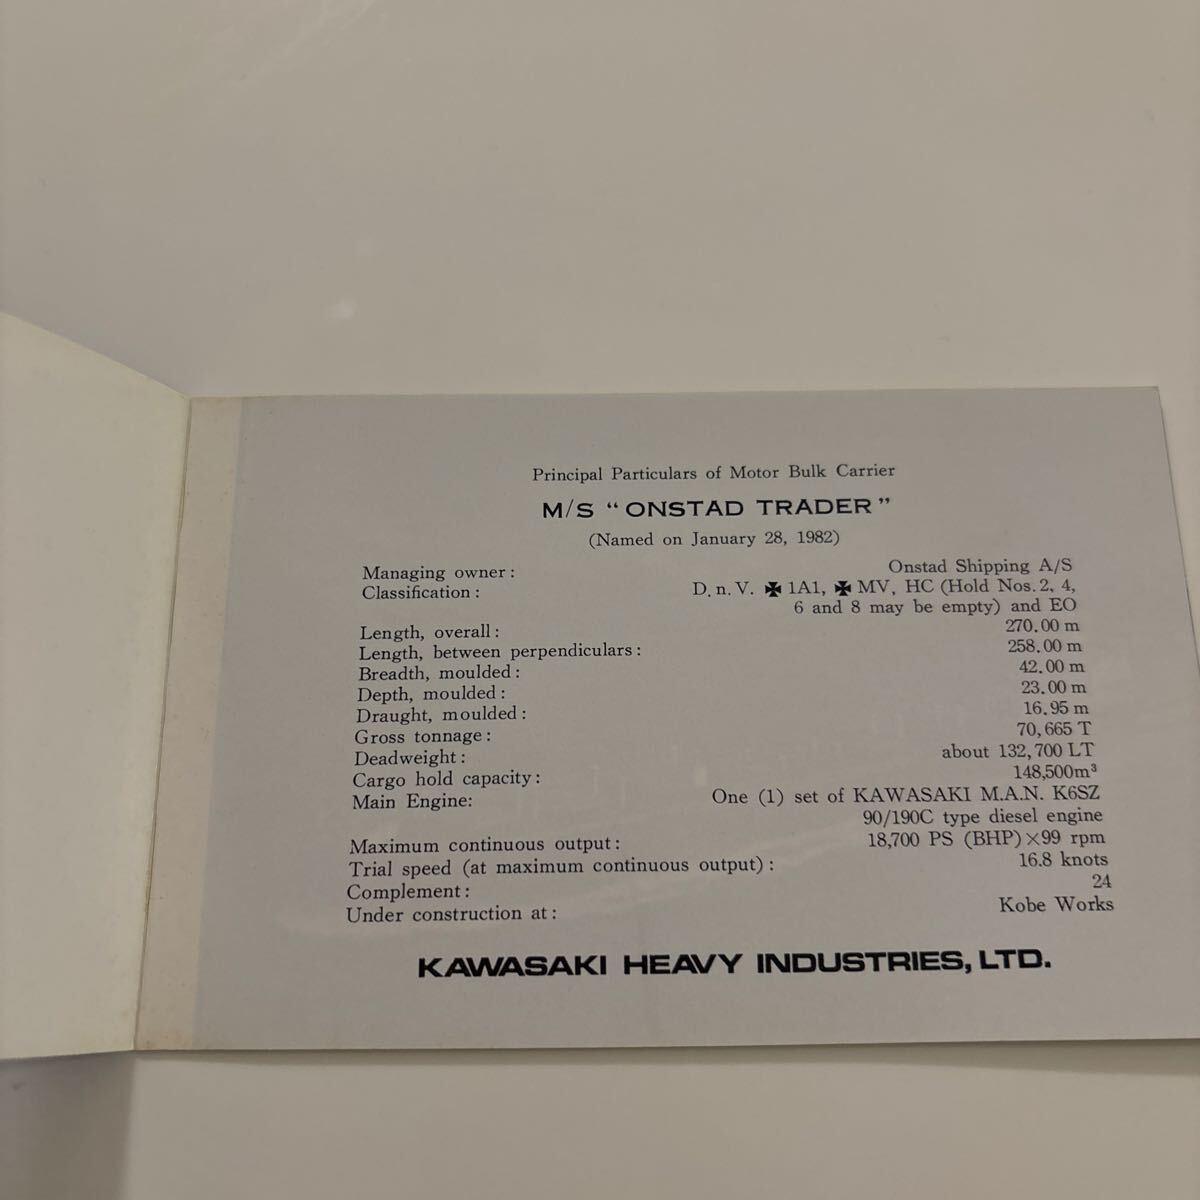 Principal Particulars of Motor Bulk Carrier
M/S “ONSTAD TRADER”
(Named on January 28, 1982)
Managing owner: Onstad Shipping A/S
Classification: D.n.V. ✠1A1, ✠MV, HC (Hold Nos. 2, 4,
6 and 8 may be empty) and EO
Length, overall: 270.00 m
Length, between perpendiculars: 258.00 m
Breadth, moulded: 42.00 m
Depth, moulded: 23.00 m
Draught, moulded: 16.95 m
Gross tonnage: 70,665 T
Deadweight: about 132,700 LT
Cargo hold capacity: 148,500m³
Main Engine: One (1) set of KAWASAKI M.A.N. K6SZ
90/190C type diesel engine
Maximum continuous output: 18,700 PS (BHP)×99 rpm
Trial speed (at maximum continuous output): 16.8 knots
Complement: 24
Under construction at: Kobe Works
KAWASAKI HEAVY INDUSTRIES, LTD.